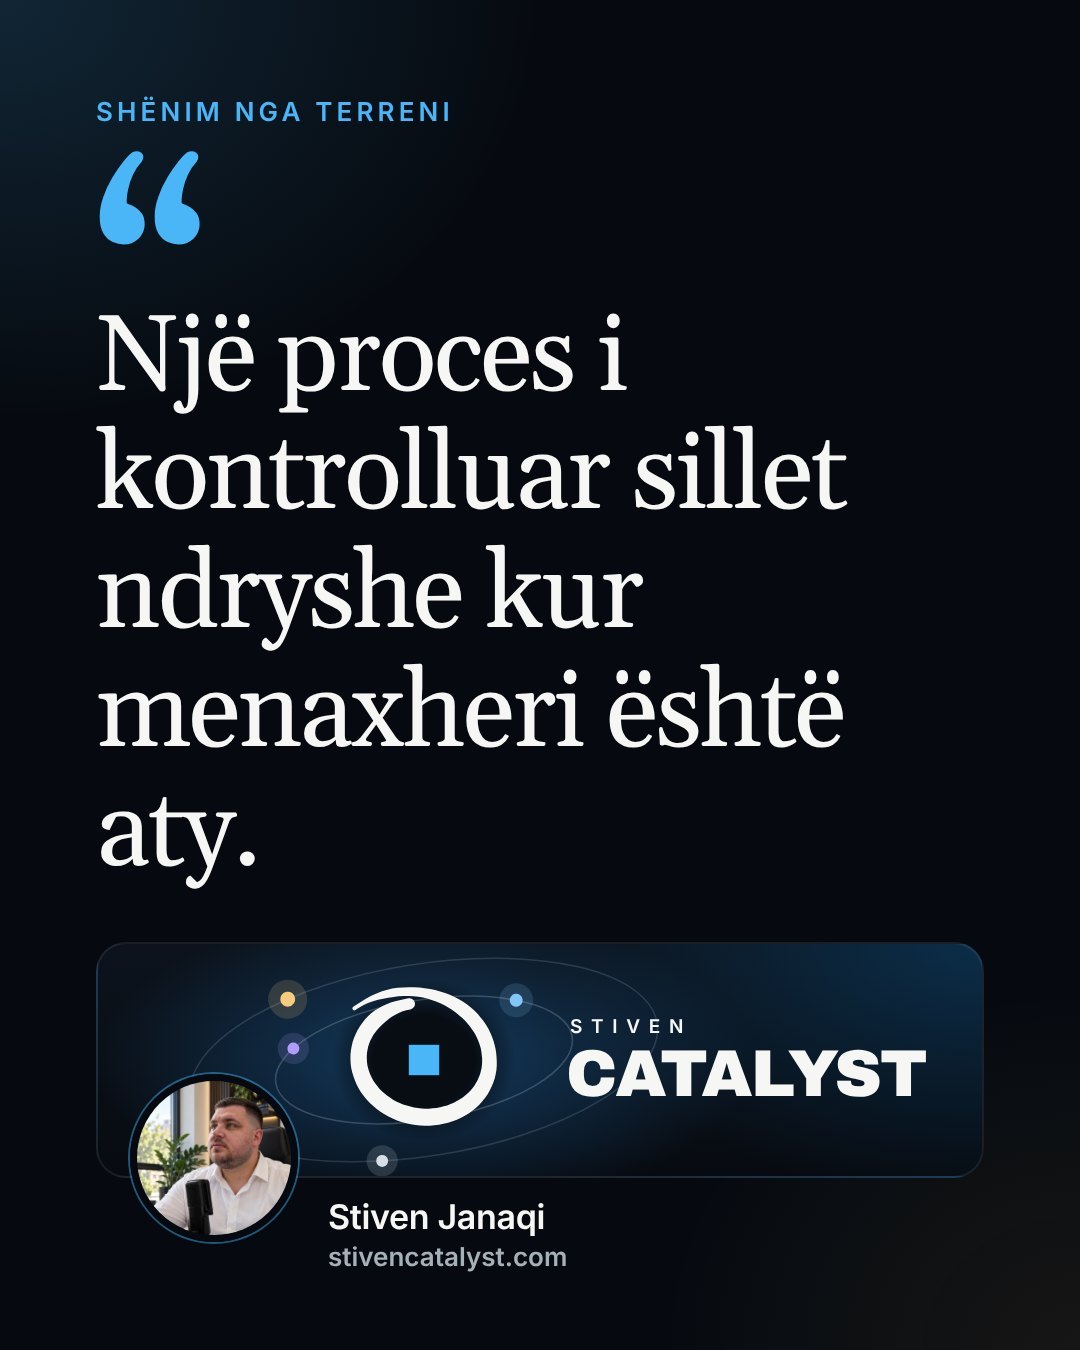 SHËNIM NGA TERRENI
“
Një proces i
kontrolluar sillet
ndryshe kur
menaxheri është
aty.
STIVEN
CATALYST
Stiven Janaqi
stivencatalyst.com